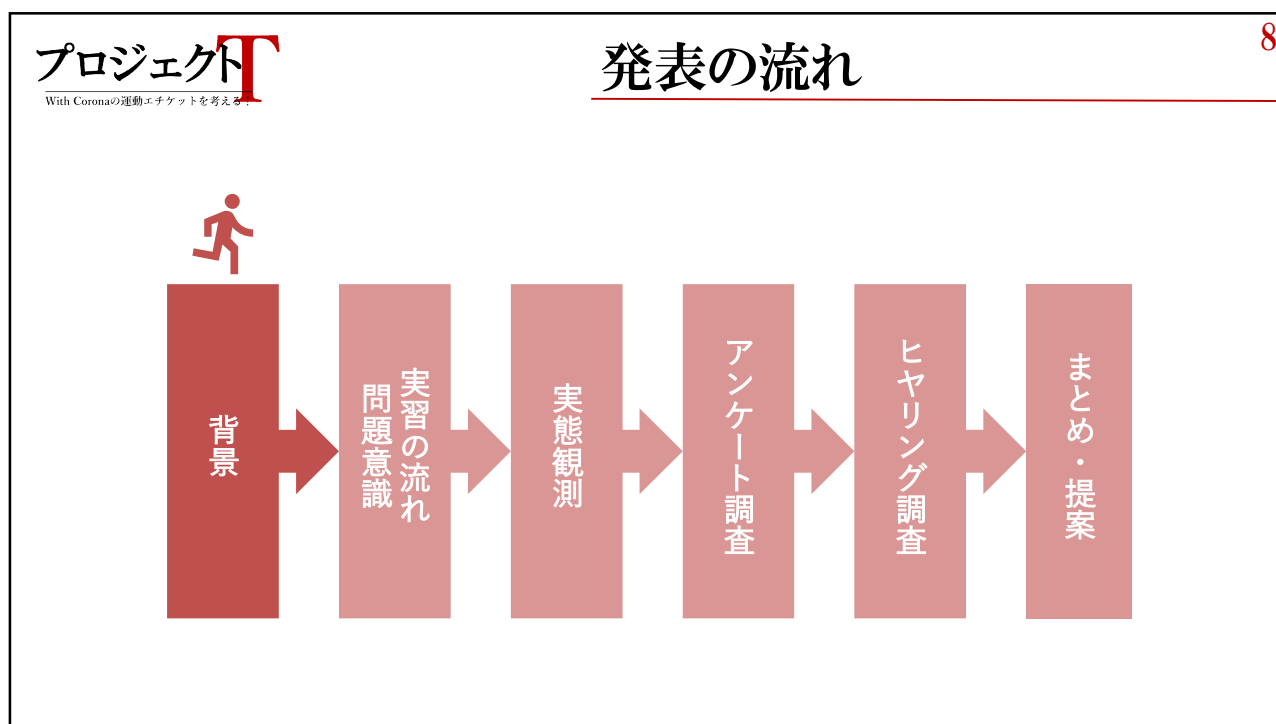 プロジェクトT
With Coronaの運動エチケットを考える！
発表の流れ
8
背景
実習の流れ
問題意識
実態観測
アンケート調査
ヒヤリング調査
まとめ・提案